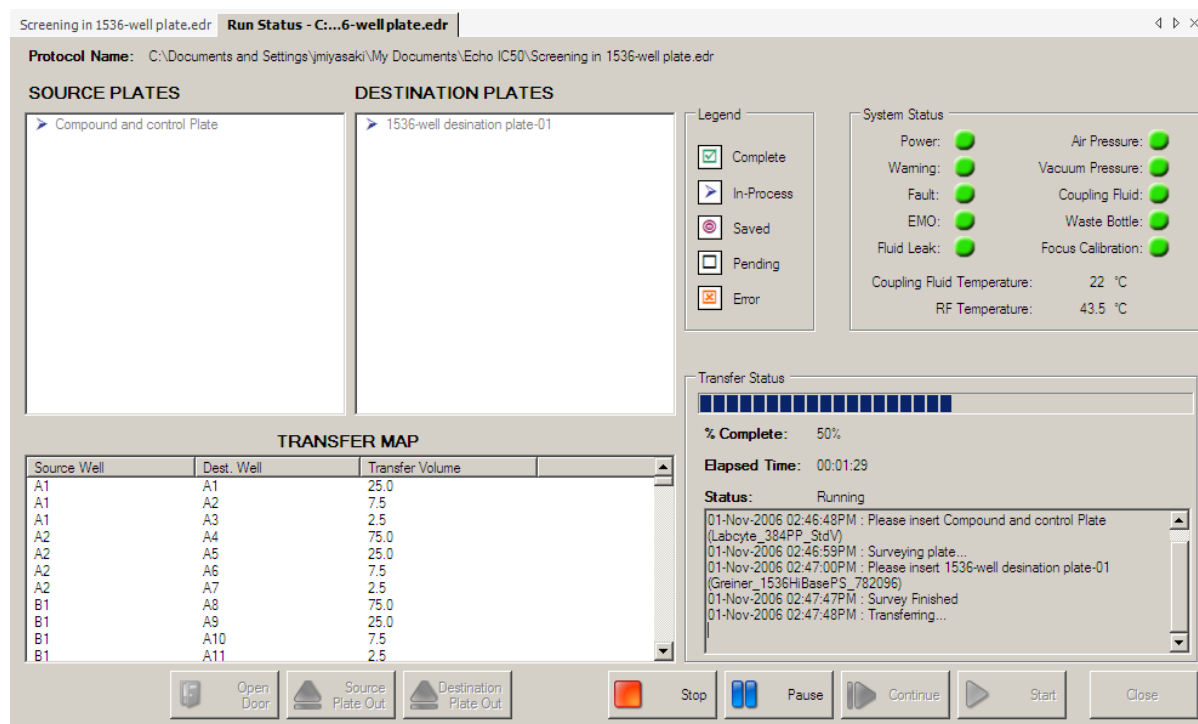 Screening in 1536-well plate.edr
Run Status - C:...6-well plate.edr
Protocol Name: C:\Documents and Settings\jmiyasaki\My Documents\Echo IC50\Screening in 1536-well plate.edr
SOURCE PLATES
Compound and control Plate
DESTINATION PLATES
1536-well desination plate-01
Legend
Complete
In-Process
Saved
Pending
Error
System Status
Power:
Air Pressure:
Warning:
Vacuum Pressure:
Fault:
Coupling Fluid:
EMO:
Waste Bottle:
Fluid Leak:
Focus Calibration:
Coupling Fluid Temperature: 22 °C
RF Temperature: 43.5 °C
TRANSFER MAP
Source Well Dest. Well Transfer Volume
A1 A1 25.0
A1 A2 7.5
A1 A3 2.5
A2 A4 75.0
A2 A5 25.0
A2 A6 7.5
A2 A7 2.5
B1 A8 75.0
B1 A9 25.0
B1 A10 7.5
B1 A11 2.5
Transfer Status
% Complete: 50%
Elapsed Time: 00:01:29
Status: Running
01-Nov-2006 02:46:48PM : Please insert Compound and control Plate
(Labcyte_384PP_StdV)
01-Nov-2006 02:46:59PM : Surveying plate...
01-Nov-2006 02:47:00PM : Please insert 1536-well desination plate-01
(Greiner_1536HiBasePS_782096)
01-Nov-2006 02:47:47PM : Survey Finished
01-Nov-2006 02:47:48PM : Transferring...
Open
Door
Source
Plate Out
Destination
Plate Out
Stop
Pause
Continue
Start
Close